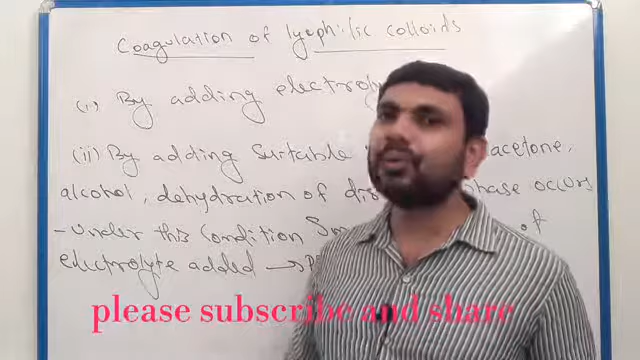 Coagulation of lyophilic colloids
(i) By adding electroly
(ii) By adding Suitable acetone,
alcohol, dehydration of phase occurs
- Under this Condition of
electrolyte added →
please subscribe and share